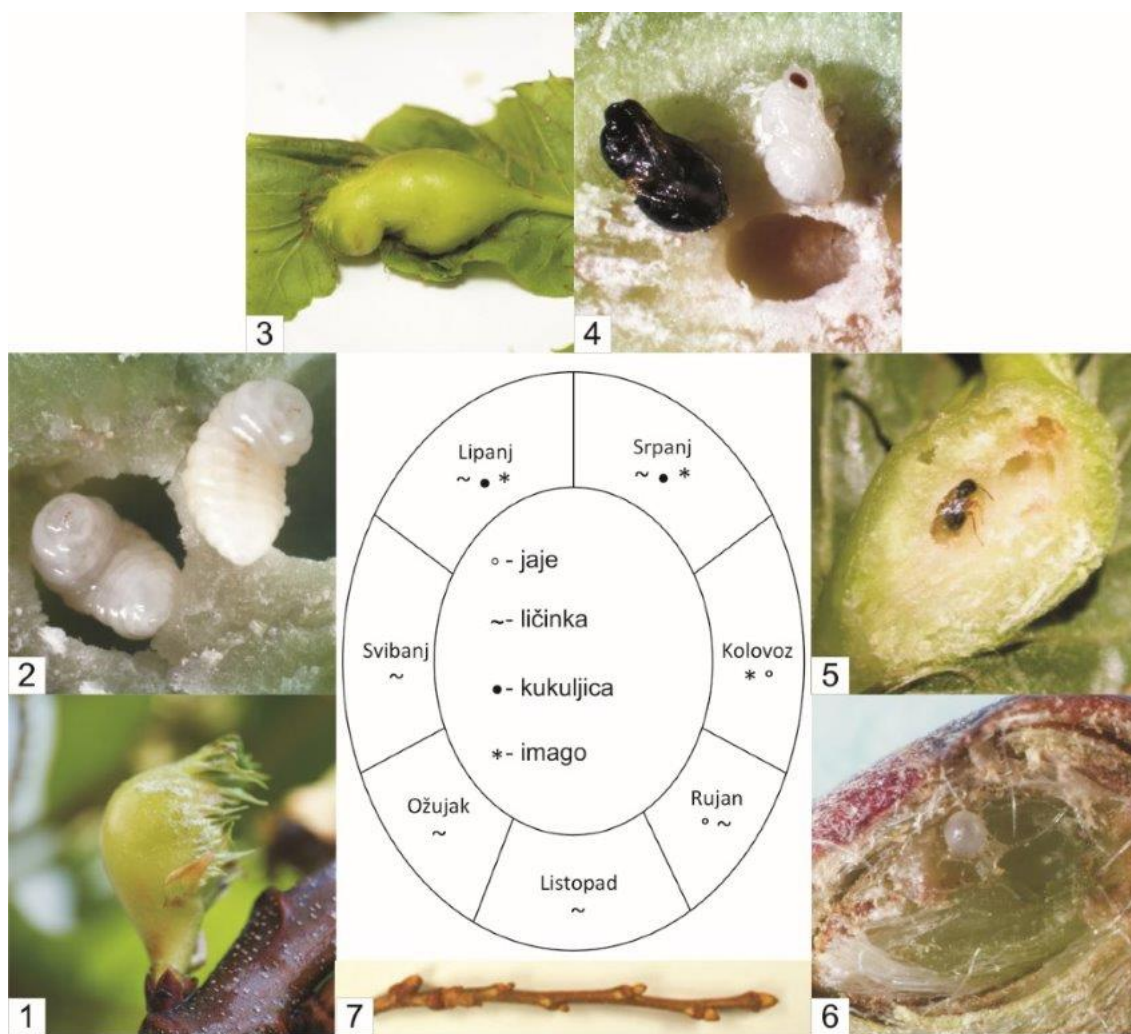 3
4
Lipanj
~ ● *
Srpanj
~ ● *
° - jaje
~ - ličinka
● - kukuljica
* - imago
Svibanj
~
Kolovoz
* °
2
5
Ožujak
~
Rujan
° ~
Listopad
~
1
7
6